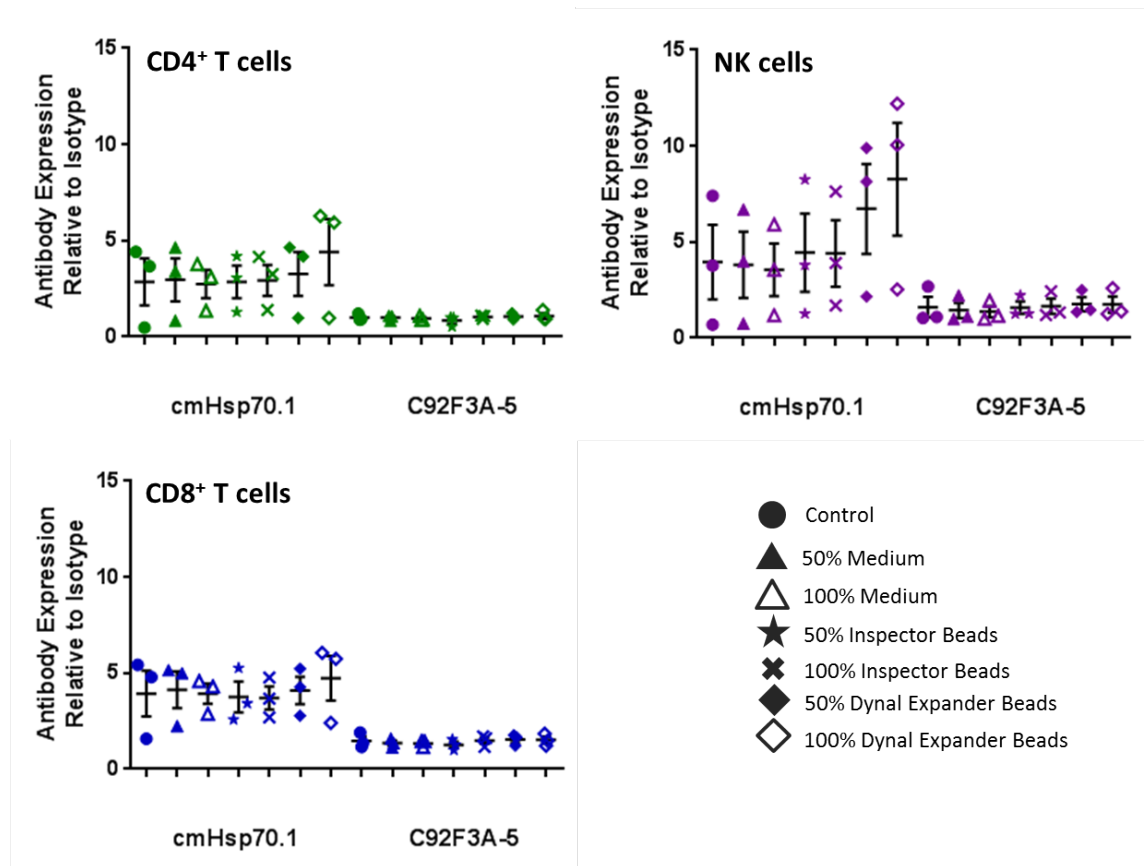 15
10
5
0
Antibody Expression
Relative to Isotype
CD4⁺ T cells
cmHsp70.1
C92F3A-5
15
10
5
0
Antibody Expression
Relative to Isotype
NK cells
cmHsp70.1
C92F3A-5
15
10
5
0
Antibody Expression
Relative to Isotype
CD8⁺ T cells
cmHsp70.1
C92F3A-5
Control
50% Medium
100% Medium
50% Inspector Beads
100% Inspector Beads
50% Dynal Expander Beads
100% Dynal Expander Beads